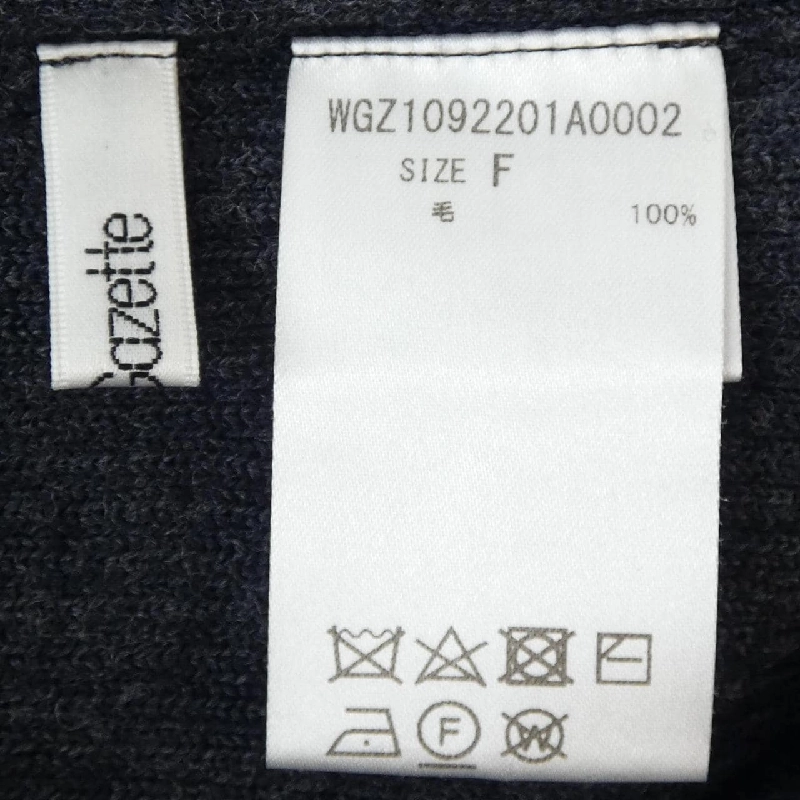 Gazette
WGZ1092201A0002
SIZE F
毛 100%
F
W